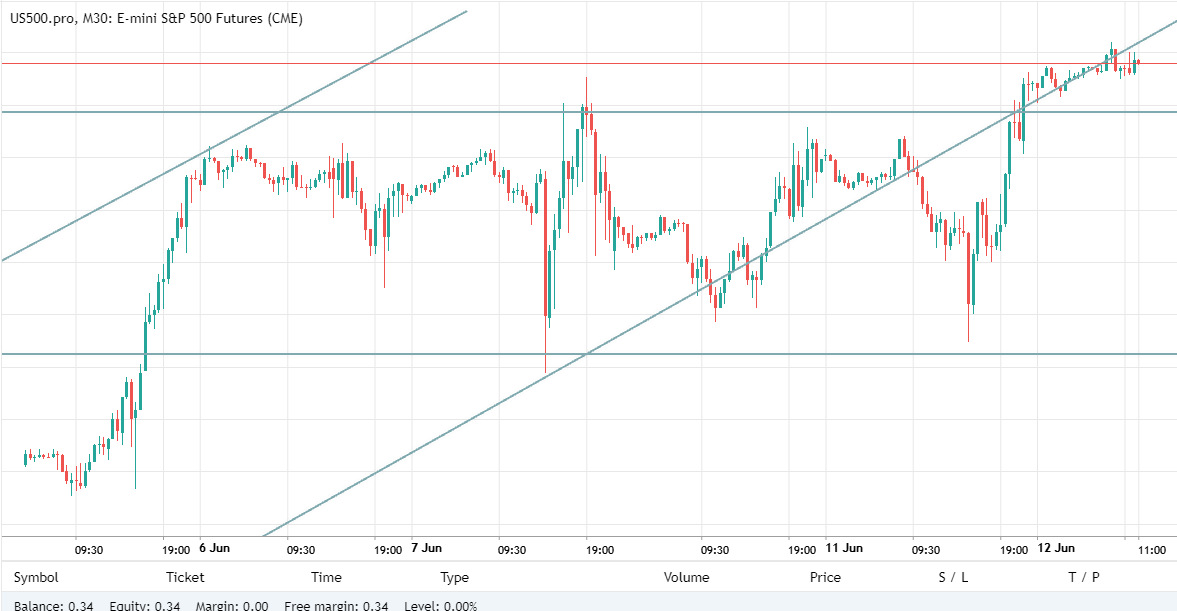 US500.pro, M30: E-mini S&P 500 Futures (CME)
09:30 19:00 6 Jun 09:30 19:00 7 Jun 09:30 19:00 09:30 19:00 11 Jun 09:30 19:00 12 Jun 11:00
Symbol Ticket Time Type Volume Price S / L T / P
Balance: 0.34 Equity: 0.34 Margin: 0.00 Free margin: 0.34 Level: 0.00%